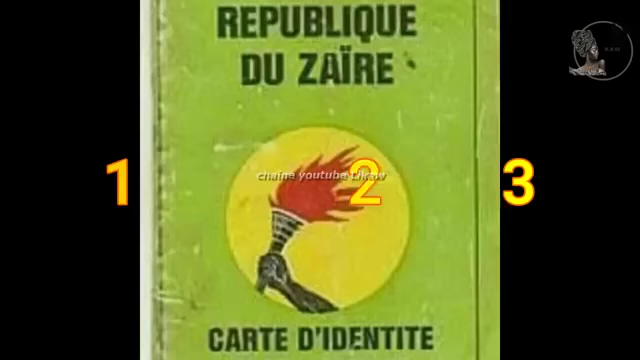 REPUBLIQUE
DU ZAÏRE
1 2 3
chaine youtube Likaw
CARTE D'IDENTITE